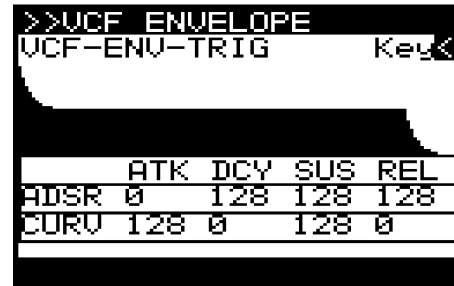 >>VCF ENVELOPE
VCF-ENV-TRIG Key<
ATK DCY SUS REL
ADSR 0 128 128 128
CURV 128 0 128 0